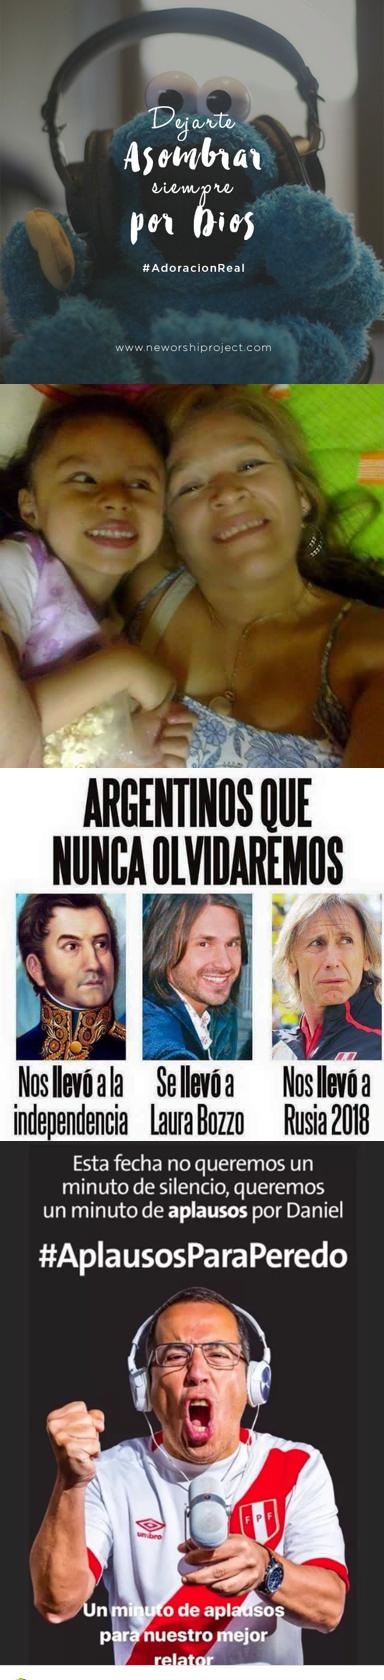 Dejarte
Asombrar
siempre
por Dios
#AdoracionReal
www.neworshiproject.com
ARGENTINOS QUE
NUNCA OLVIDAREMOS
Nos llevó a la
independencia
Se llevó a
Laura Bozzo
Nos llevó a
Rusia 2018
Esta fecha no queremos un
minuto de silencio, queremos
un minuto de aplausos por Daniel
#AplausosParaPeredo
umbro
FPF
Un minuto de aplausos
para nuestro mejor
relator